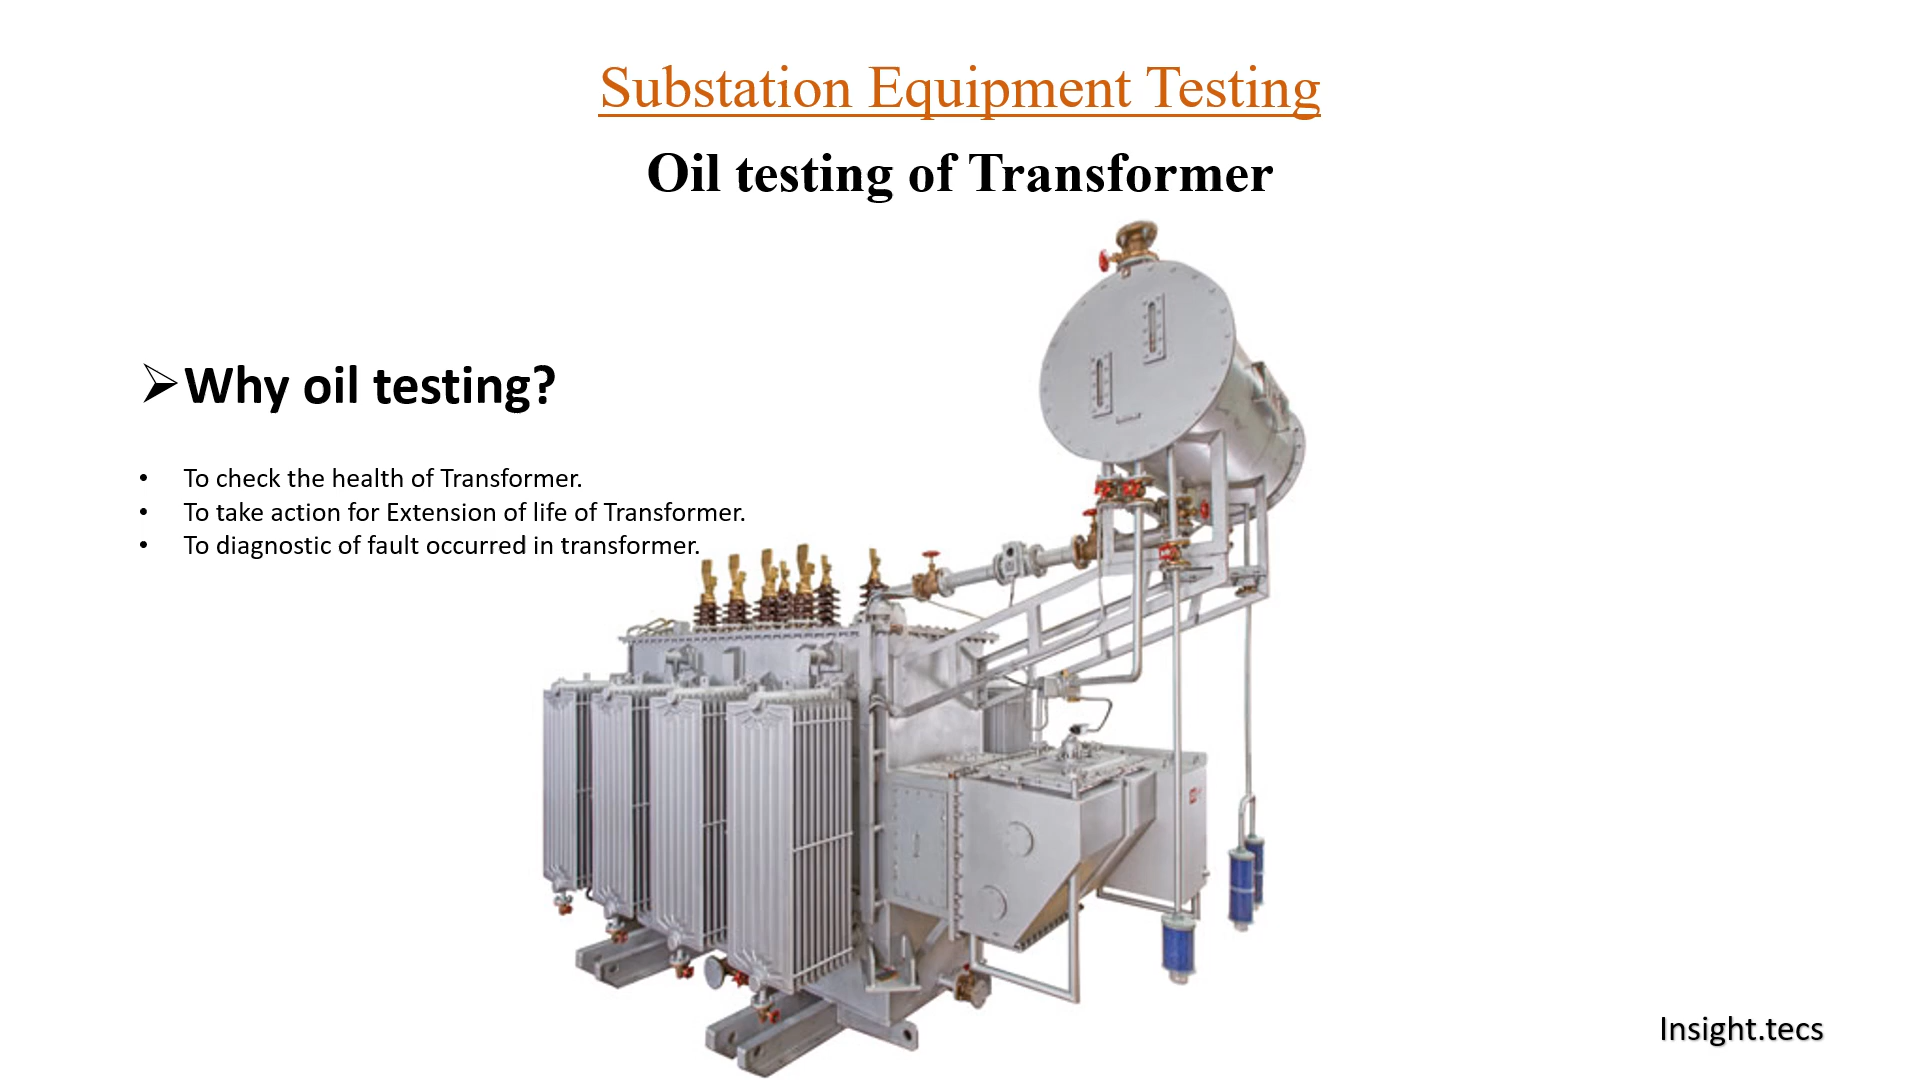 Substation Equipment Testing
Oil testing of Transformer
➢Why oil testing?
• To check the health of Transformer.
• To take action for Extension of life of Transformer.
• To diagnostic of fault occurred in transformer.
Insight.tecs